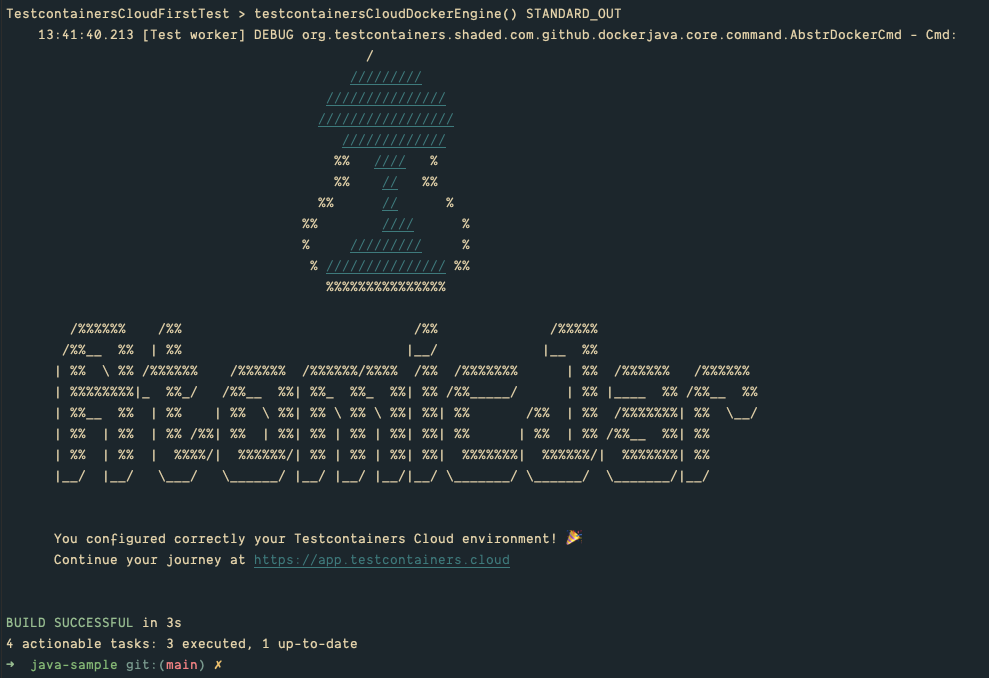 TestcontainersCloudFirstTest > testcontainersCloudDockerEngine() STANDARD_OUT
    13:41:40.213 [Test worker] DEBUG org.testcontainers.shaded.com.github.dockerjava.core.command.AbstrDockerCmd - Cmd:
AtomicJar
You configured correctly your Testcontainers Cloud environment! 🎉
Continue your journey at https://app.testcontainers.cloud
BUILD SUCCESSFUL in 3s
4 actionable tasks: 3 executed, 1 up-to-date
➜  java-sample git:(main) ✗